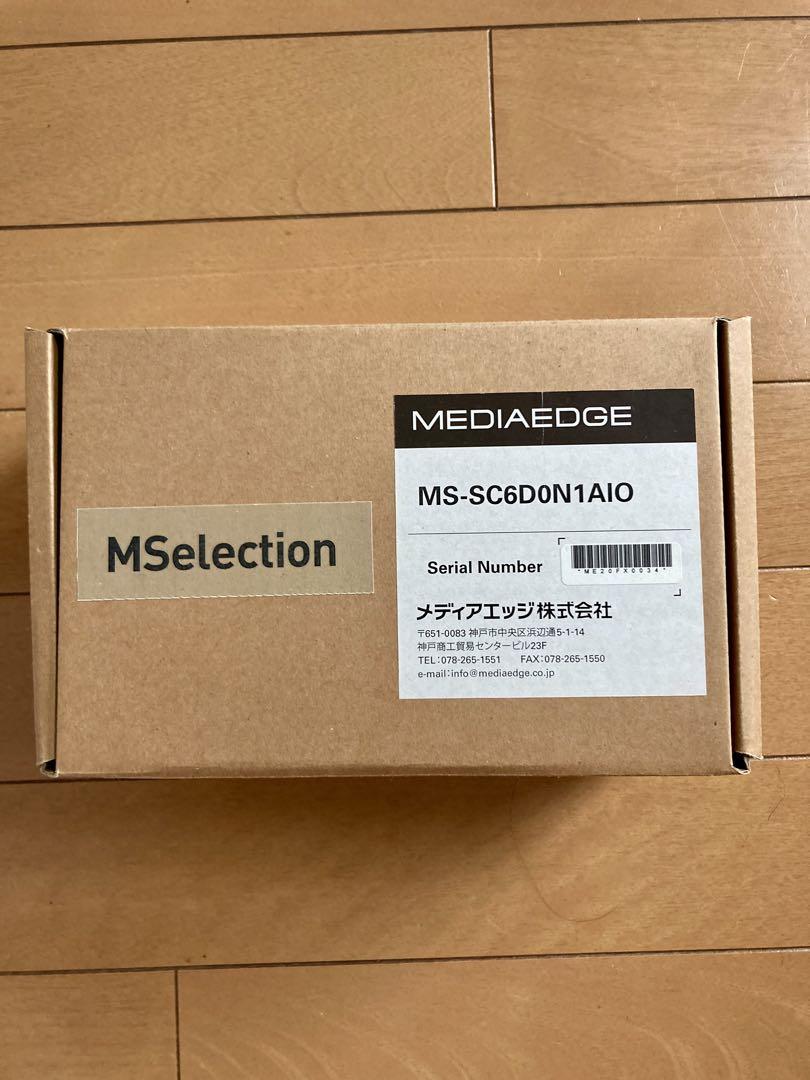 MSelection
MEDIAEDGE
MS-SC6D0N1AIO
Serial Number
*ME20FX0034*
メディアエッジ株式会社
〒651-0083 神戸市中央区浜辺通5-1-14
神戸商工貿易センタービル23F
TEL:078-265-1551 FAX:078-265-1550
e-mail:info@mediaedge.co.jp